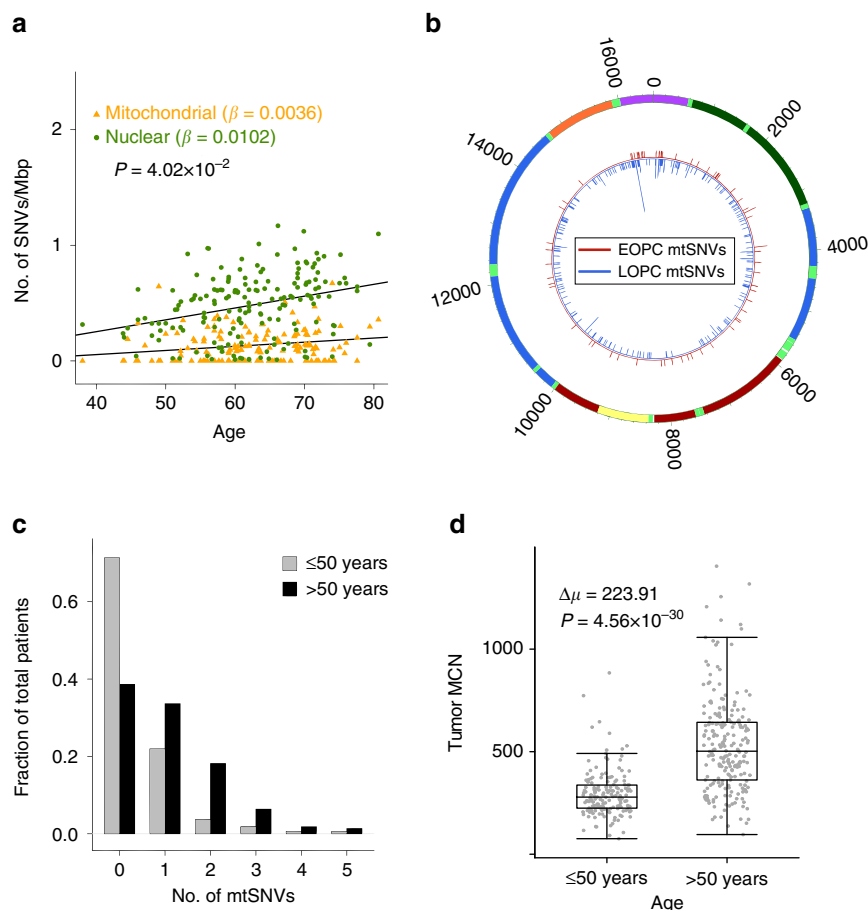 a
▲ Mitochondrial (β = 0.0036)
● Nuclear (β = 0.0102)
P = 4.02×10⁻²
No. of SNVs/Mbp
2
1
0
40 50 60 70 80
Age
b
0
2000
4000
6000
8000
10000
12000
14000
16000
EOPC mtSNVs
LOPC mtSNVs
c
≤50 years
>50 years
Fraction of total patients
0.6
0.4
0.2
0.0
0 1 2 3 4 5
No. of mtSNVs
d
Δμ = 223.91
P = 4.56×10⁻³⁰
Tumor MCN
1000
500
≤50 years >50 years
Age